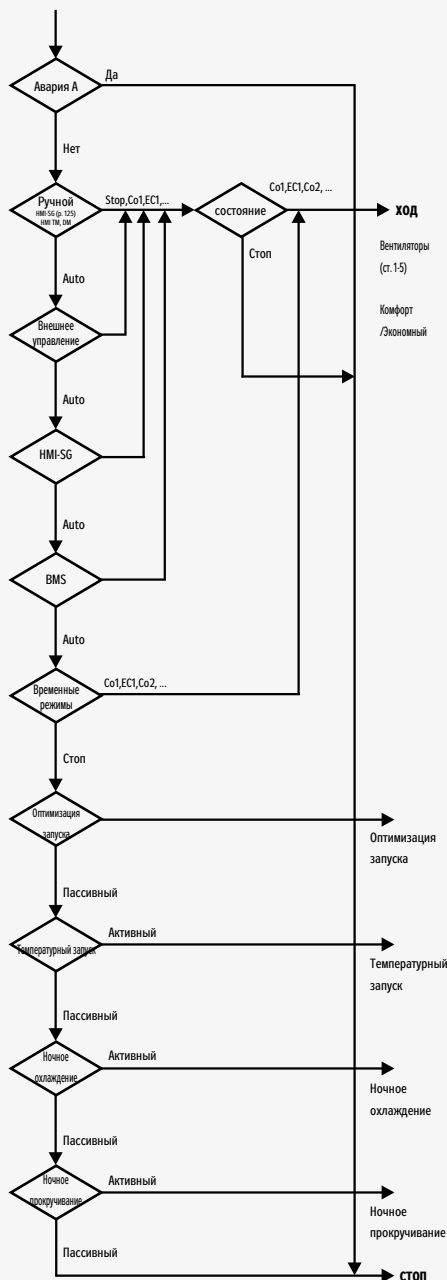 Авария А
Да
Нет
Ручной
HMI-SG (p. 125)
HMI TM, DM
Stop,Co1,EC1,...
состояние
Co1,EC1,Co2, ...
ХОД
Стоп
Вентиляторы
(ст. 1-5)
Комфорт
/Экономный
Auto
Внешнее
управление
Auto
HMI-SG
Auto
BMS
Auto
Временные
режимы
Co1,EC1,Co2, ...
Стоп
Оптимизация
запуска
Оптимизация
запуска
Пассивный
Температурный запуск
Активный
Температурный
запуск
Пассивный
Ночное
охлаждение
Активный
Ночное
охлаждение
Пассивный
Ночное
прокручивание
Активный
Ночное
прокручивание
Пассивный
СТОП